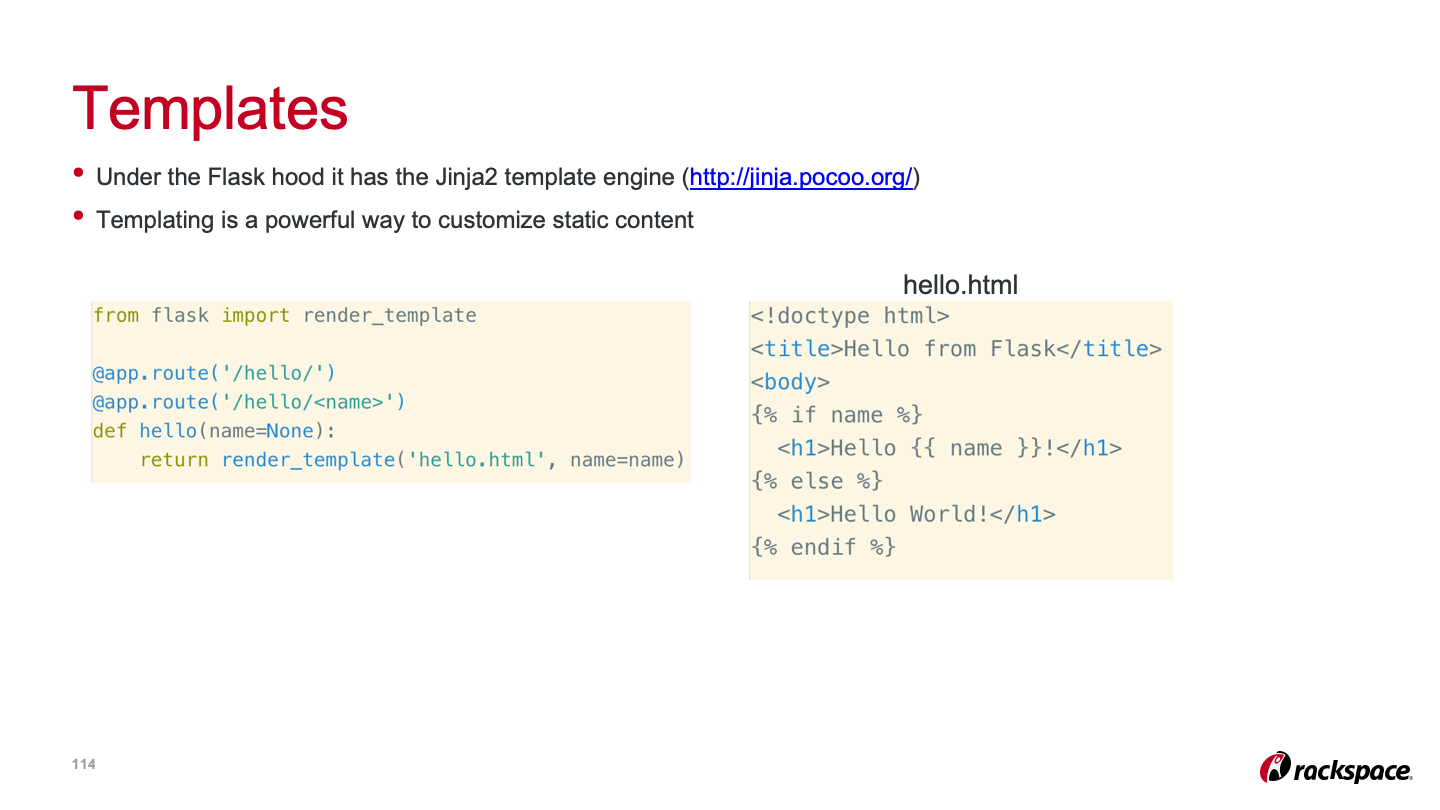 Templates
• Under the Flask hood it has the Jinja2 template engine (http://jinja.pocoo.org/)
• Templating is a powerful way to customize static content
from flask import render_template

@app.route('/hello/')
@app.route('/hello/<name>')
def hello(name=None):
    return render_template('hello.html', name=name)
hello.html
<!doctype html>
<title>Hello from Flask</title>
<body>
{% if name %}
  <h1>Hello {{ name }}!</h1>
{% else %}
  <h1>Hello World!</h1>
{% endif %}
114
rackspace.